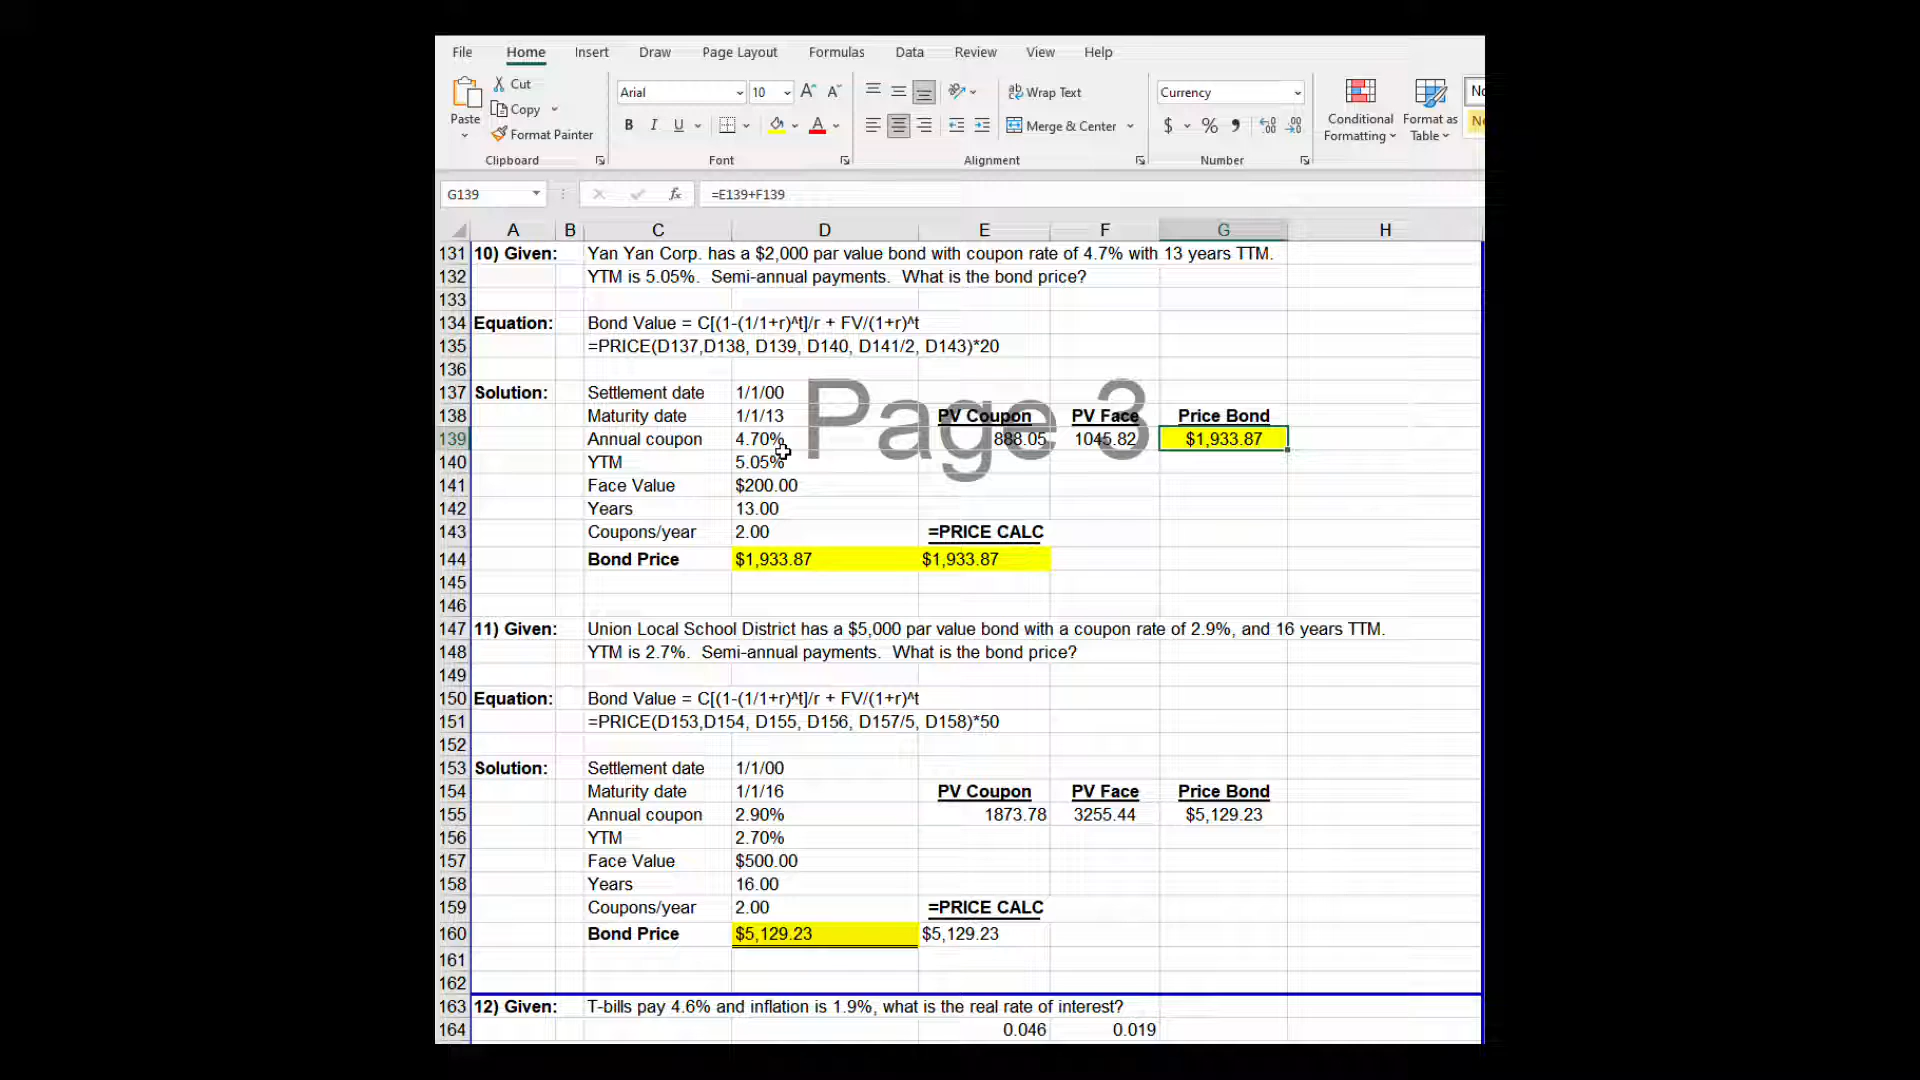 File Home Insert Draw Page Layout Formulas Data Review View Help
Cut
Copy
Format Painter
Paste
Arial 10
B I U
Wrap Text
Merge & Center
Currency
$ %
Conditional Formatting
Format as Table
Clipboard Font Alignment Number
G139 fx =E139+F139
A B C D E F G H
131 10) Given: Yan Yan Corp. has a $2,000 par value bond with coupon rate of 4.7% with 13 years TTM.
132 YTM is 5.05%. Semi-annual payments. What is the bond price?
133
134 Equation: Bond Value = C[(1-(1/1+r)^t]/r + FV/(1+r)^t
135 =PRICE(D137,D138, D139, D140, D141/2, D143)*20
136
137 Solution: Settlement date 1/1/00
Page 3
138 Maturity date 1/1/13 PV Coupon PV Face Price Bond
139 Annual coupon 4.70% 888.05 1045.82 $1,933.87
140 YTM 5.05%
141 Face Value $200.00
142 Years 13.00
143 Coupons/year 2.00 =PRICE CALC
144 Bond Price $1,933.87 $1,933.87
145
146
147 11) Given: Union Local School District has a $5,000 par value bond with a coupon rate of 2.9%, and 16 years TTM.
148 YTM is 2.7%. Semi-annual payments. What is the bond price?
149
150 Equation: Bond Value = C[(1-(1/1+r)^t]/r + FV/(1+r)^t
151 =PRICE(D153,D154, D155, D156, D157/5, D158)*50
152
153 Solution: Settlement date 1/1/00
154 Maturity date 1/1/16 PV Coupon PV Face Price Bond
155 Annual coupon 2.90% 1873.78 3255.44 $5,129.23
156 YTM 2.70%
157 Face Value $500.00
158 Years 16.00
159 Coupons/year 2.00 =PRICE CALC
160 Bond Price $5,129.23 $5,129.23
161
162
163 12) Given: T-bills pay 4.6% and inflation is 1.9%, what is the real rate of interest?
164 0.046 0.019